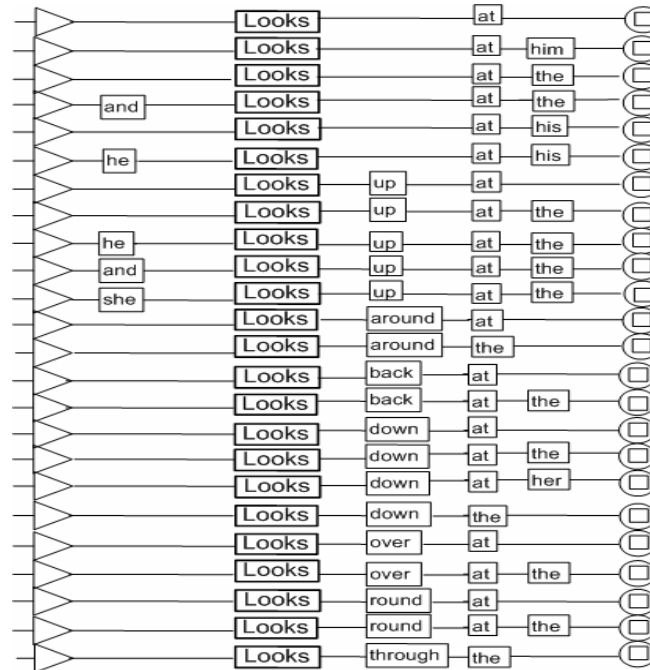 Looks at
Looks at him
Looks at the
and Looks at the
Looks at his
he Looks at his
Looks up at
Looks up at the
he Looks up at the
and Looks up at the
she Looks up at the
Looks around at
Looks around the
Looks back at
Looks back at the
Looks down at
Looks down at the
Looks down at her
Looks down the
Looks over at
Looks over at the
Looks round at
Looks round at the
Looks through the